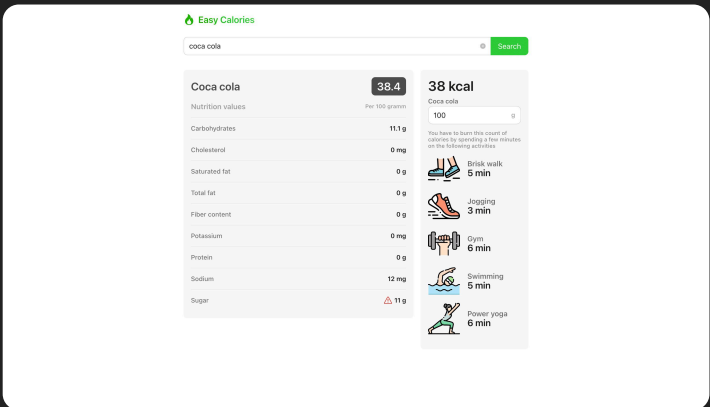 Easy Calories
coca cola
Search
Coca cola
38.4
Nutrition values
Per 100 gramm
Carbohydrates
11.1 g
Cholesterol
0 mg
Saturated fat
0 g
Total fat
0 g
Fiber content
0 g
Potassium
0 mg
Protein
0 g
Sodium
12 mg
Sugar
11 g
38 kcal
Coca cola
100
g
You have to burn this count of
calories by spending a few minutes
on the following activities
Brisk walk
5 min
Jogging
3 min
Gym
6 min
Swimming
5 min
Power yoga
6 min